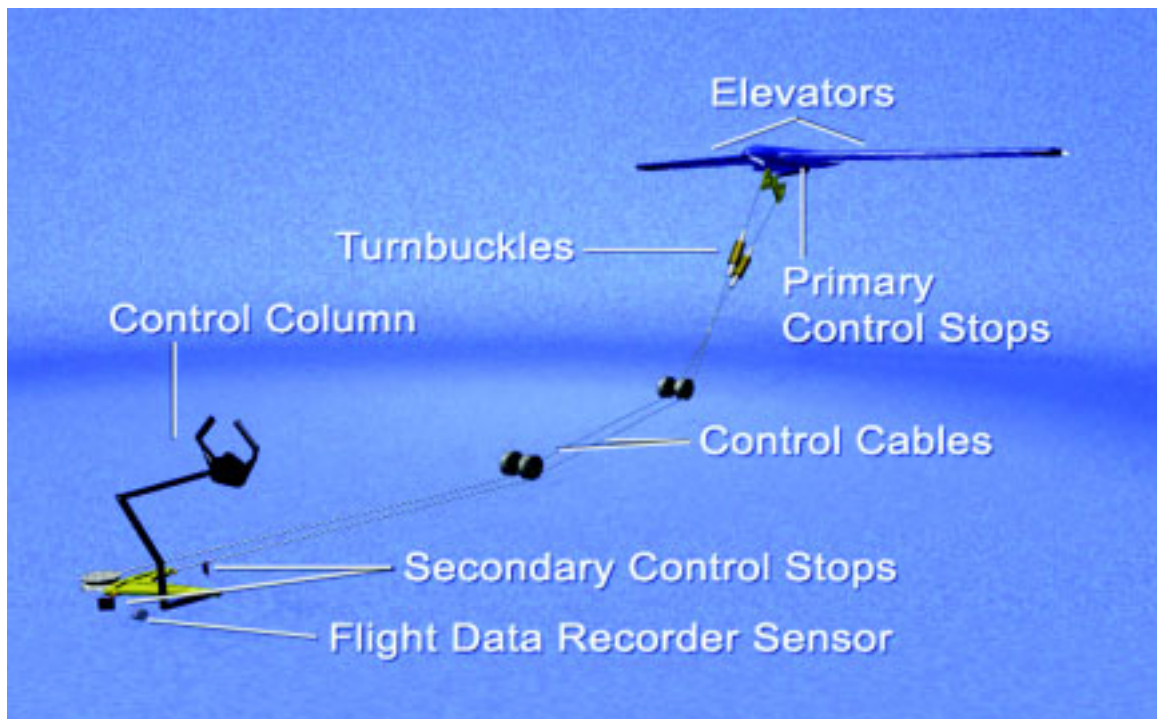 Elevators
Turnbuckles
Primary
Control Stops
Control Column
Control Cables
Secondary Control Stops
Flight Data Recorder Sensor